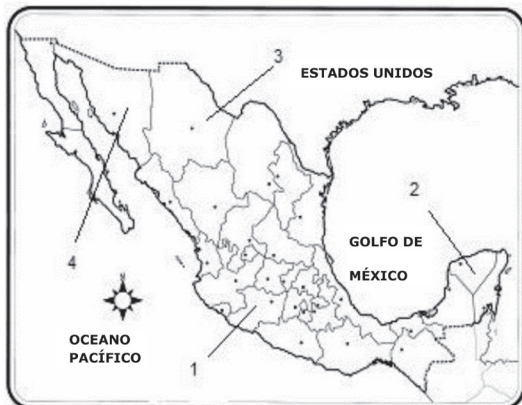 3
ESTADOS UNIDOS
2
GOLFO DE
MÉXICO
4
N
OCEANO
PACÍFICO
1